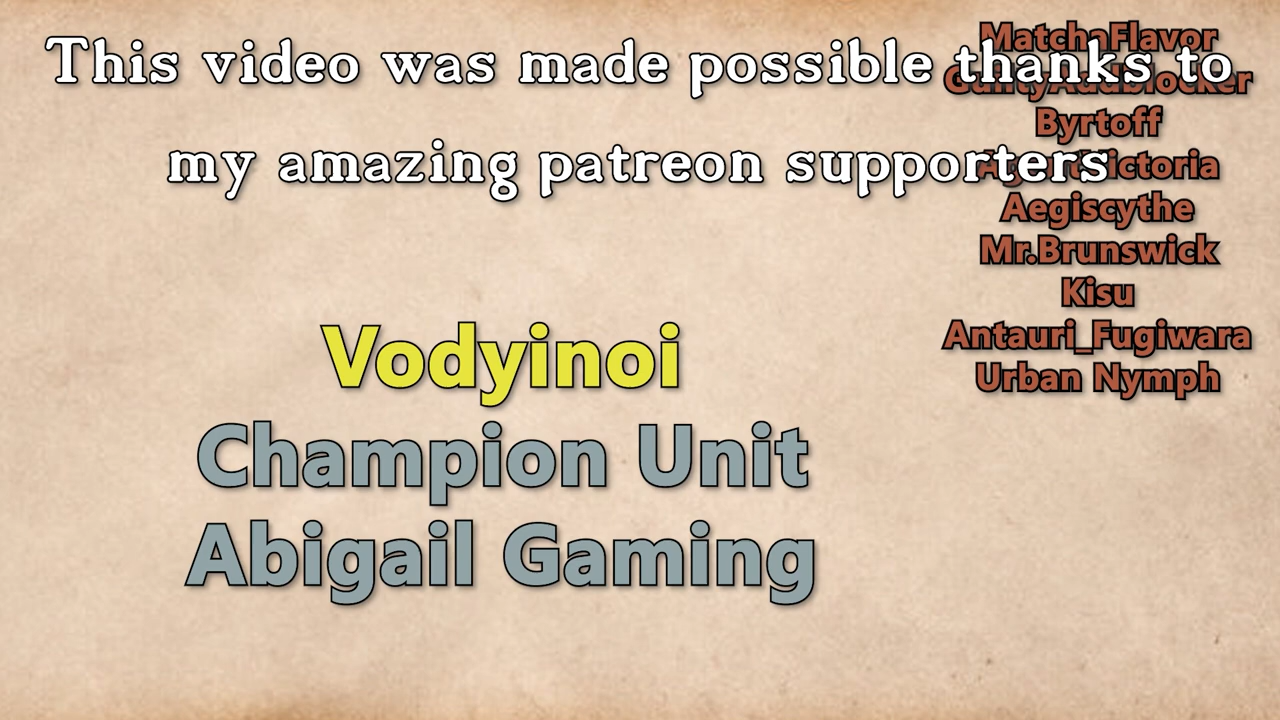 This video was made possible thanks to
my amazing patreon supporters
Vodyinoi
Champion Unit
Abigail Gaming
MatchaFlavor
Byrtoff
Aegiscythe
Mr.Brunswick
Kisu
Antauri_Fugiwara
Urban Nymph